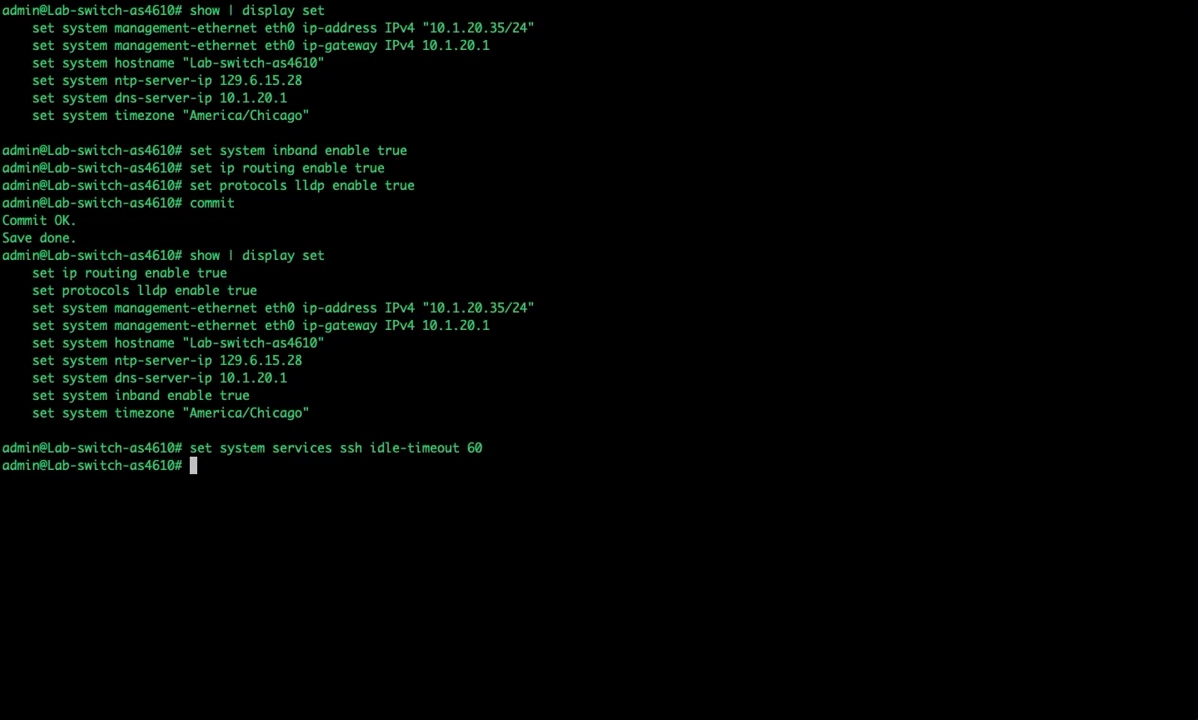 admin@Lab-switch-as4610# show | display set
    set system management-ethernet eth0 ip-address IPv4 "10.1.20.35/24"
    set system management-ethernet eth0 ip-gateway IPv4 10.1.20.1
    set system hostname "Lab-switch-as4610"
    set system ntp-server-ip 129.6.15.28
    set system dns-server-ip 10.1.20.1
    set system timezone "America/Chicago"
admin@Lab-switch-as4610# set system inband enable true
admin@Lab-switch-as4610# set ip routing enable true
admin@Lab-switch-as4610# set protocols lldp enable true
admin@Lab-switch-as4610# commit
Commit OK.
Save done.
admin@Lab-switch-as4610# show | display set
    set ip routing enable true
    set protocols lldp enable true
    set system management-ethernet eth0 ip-address IPv4 "10.1.20.35/24"
    set system management-ethernet eth0 ip-gateway IPv4 10.1.20.1
    set system hostname "Lab-switch-as4610"
    set system ntp-server-ip 129.6.15.28
    set system dns-server-ip 10.1.20.1
    set system inband enable true
    set system timezone "America/Chicago"
admin@Lab-switch-as4610# set system services ssh idle-timeout 60
admin@Lab-switch-as4610#